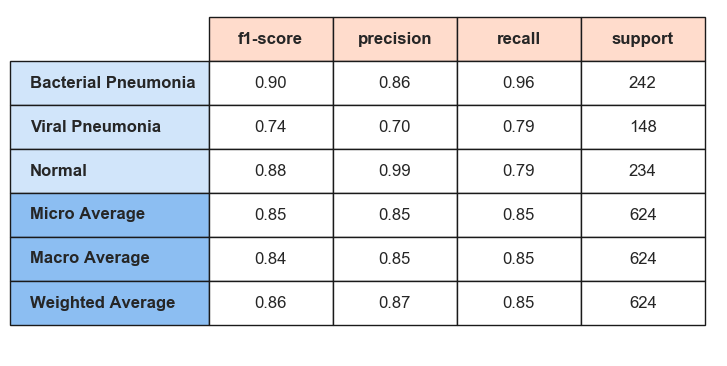 f1-score precision recall support
Bacterial Pneumonia 0.90 0.86 0.96 242
Viral Pneumonia 0.74 0.70 0.79 148
Normal 0.88 0.99 0.79 234
Micro Average 0.85 0.85 0.85 624
Macro Average 0.84 0.85 0.85 624
Weighted Average 0.86 0.87 0.85 624